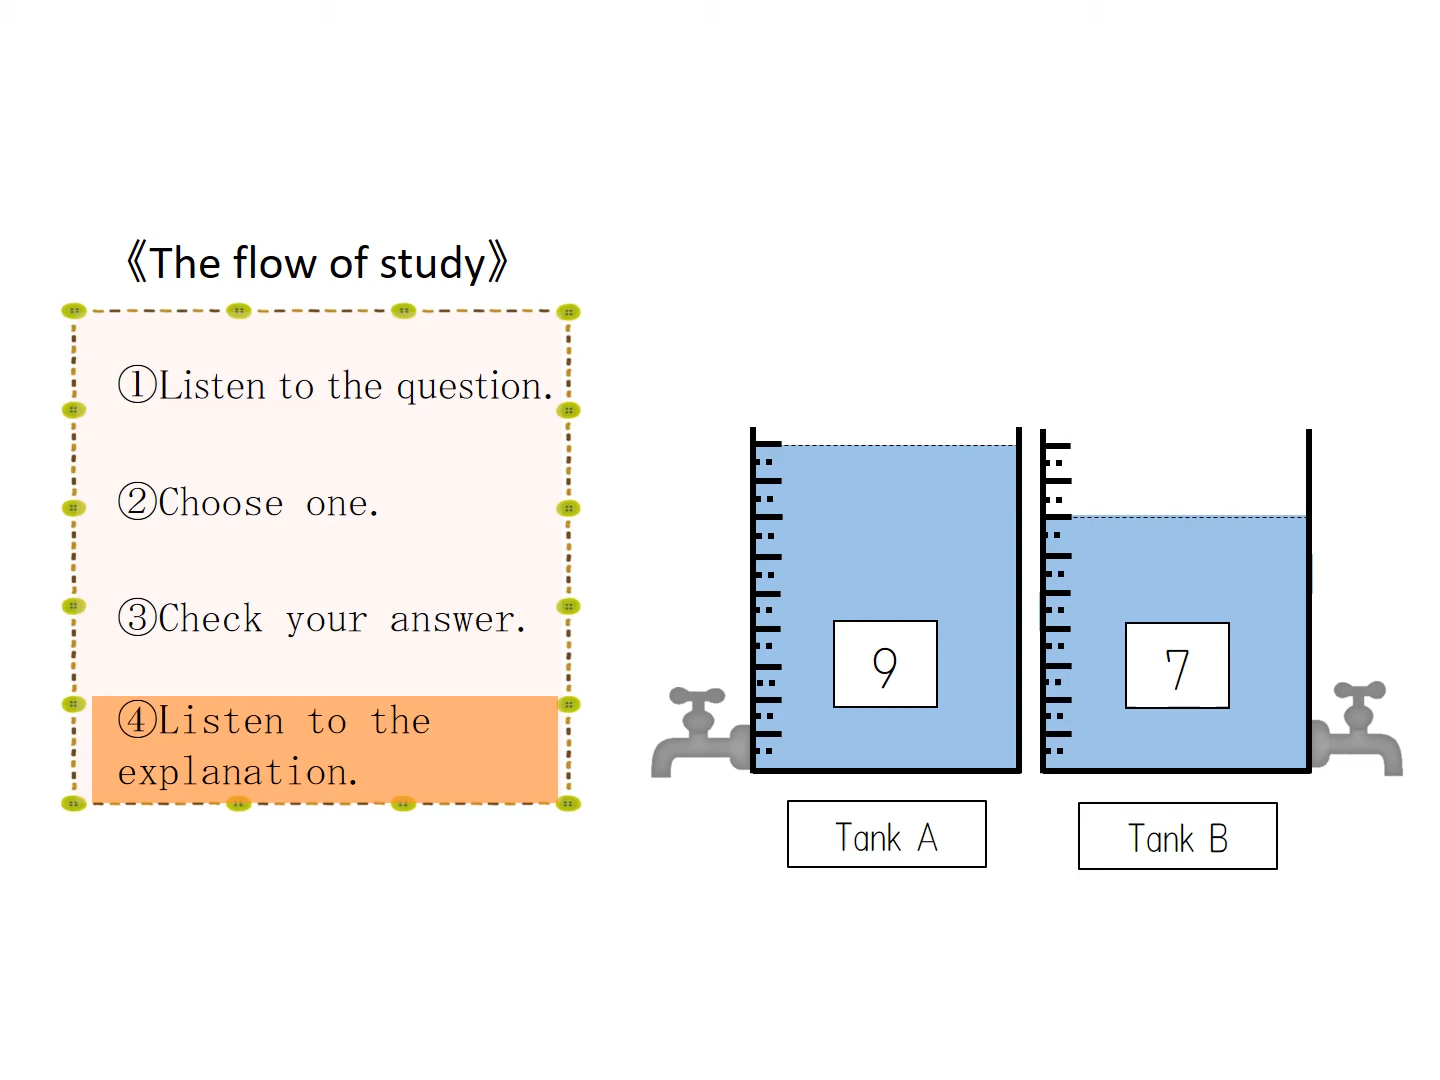 《The flow of study》
①Listen to the question.
②Choose one.
③Check your answer.
④Listen to the
explanation.
9
7
Tank A
Tank B